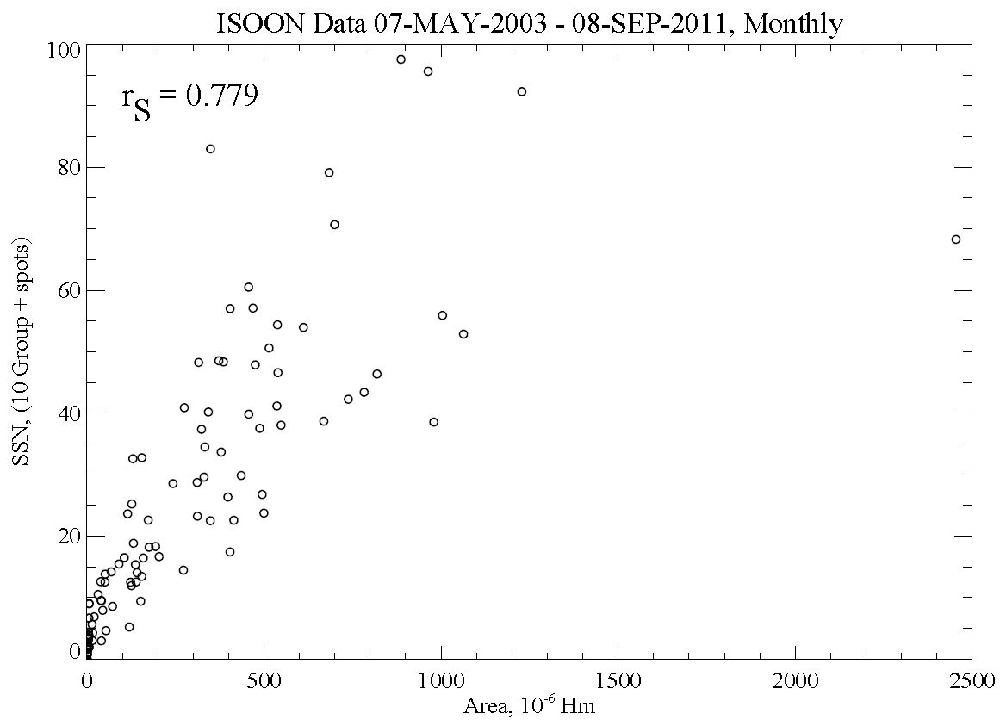 ISOON Data 07-MAY-2003 - 08-SEP-2011, Monthly
r_S = 0.779
SSN, (10 Group + spots)
100
80
60
40
20
0
0 500 1000 1500 2000 2500
Area, 10^-6 Hm